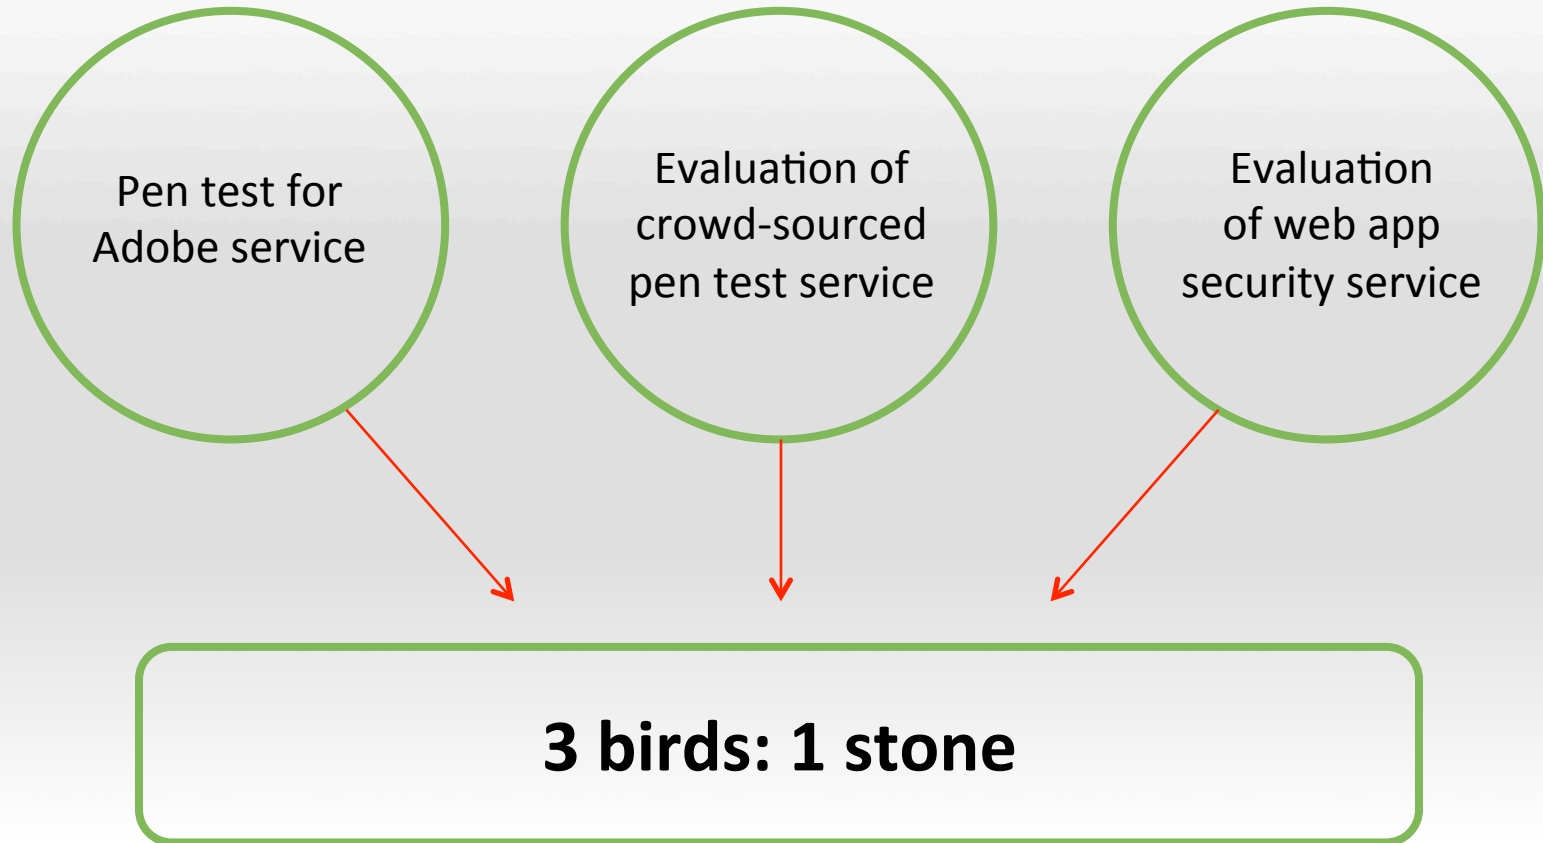 Pen test for
Adobe service
Evaluation of
crowd-sourced
pen test service
Evaluation
of web app
security service
3 birds: 1 stone